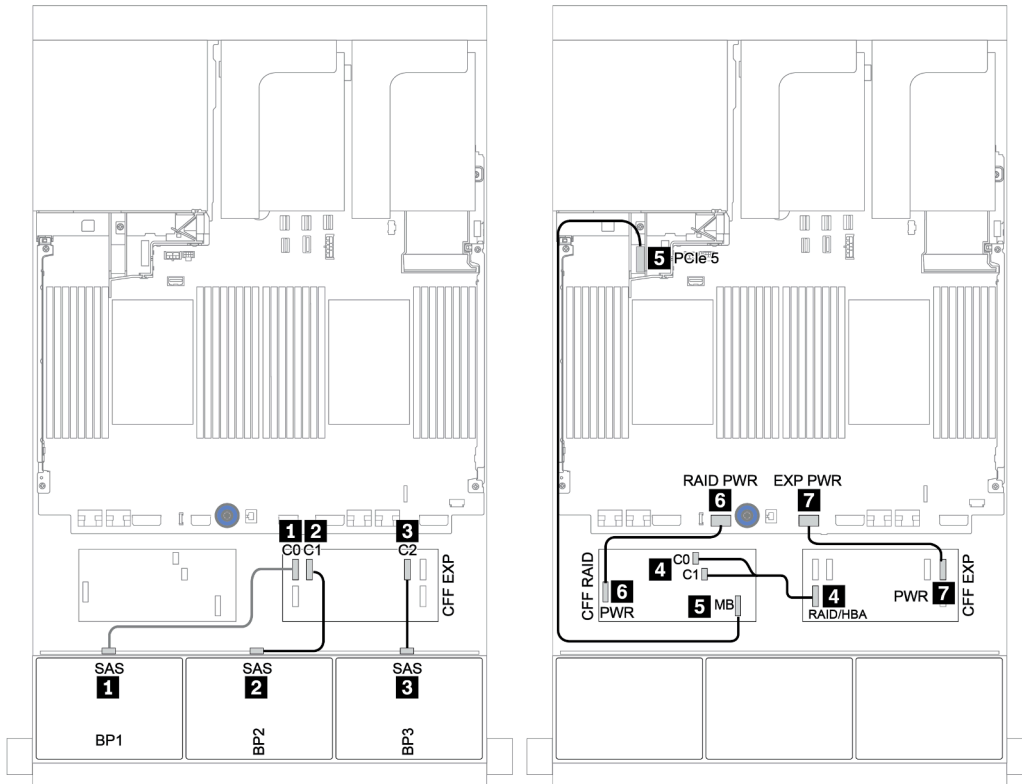 5 PCIe 5
RAID PWR EXP PWR
6 7
1 2 3
C0 C1 C2
CFF EXP
CFF RAID
C0
4 C1
6
PWR
5 MB
4
RAID/HBA
PWR 7
CFF EXP
SAS SAS SAS
1 2 3
BP1 BP2 BP3